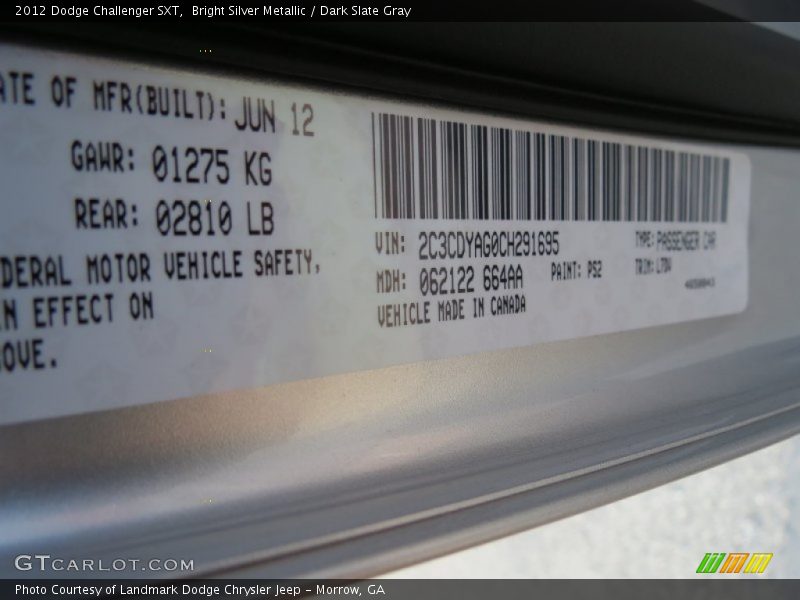 2012 Dodge Challenger SXT,  Bright Silver Metallic / Dark Slate Gray
ATE OF MFR(BUILT): JUN 12
GAWR: 01275 KG
REAR: 02810 LB
DERAL MOTOR VEHICLE SAFETY,
IN EFFECT ON
OVE.
VIN: 2C3CDYAG0CH291695
TYPE: PASSENGER CAR
MDH: 062122 664AA
PAINT: PS2
TRIM:
VEHICLE MADE IN CANADA
GTCARLOT.COM
Photo Courtesy of Landmark Dodge Chrysler Jeep – Morrow, GA